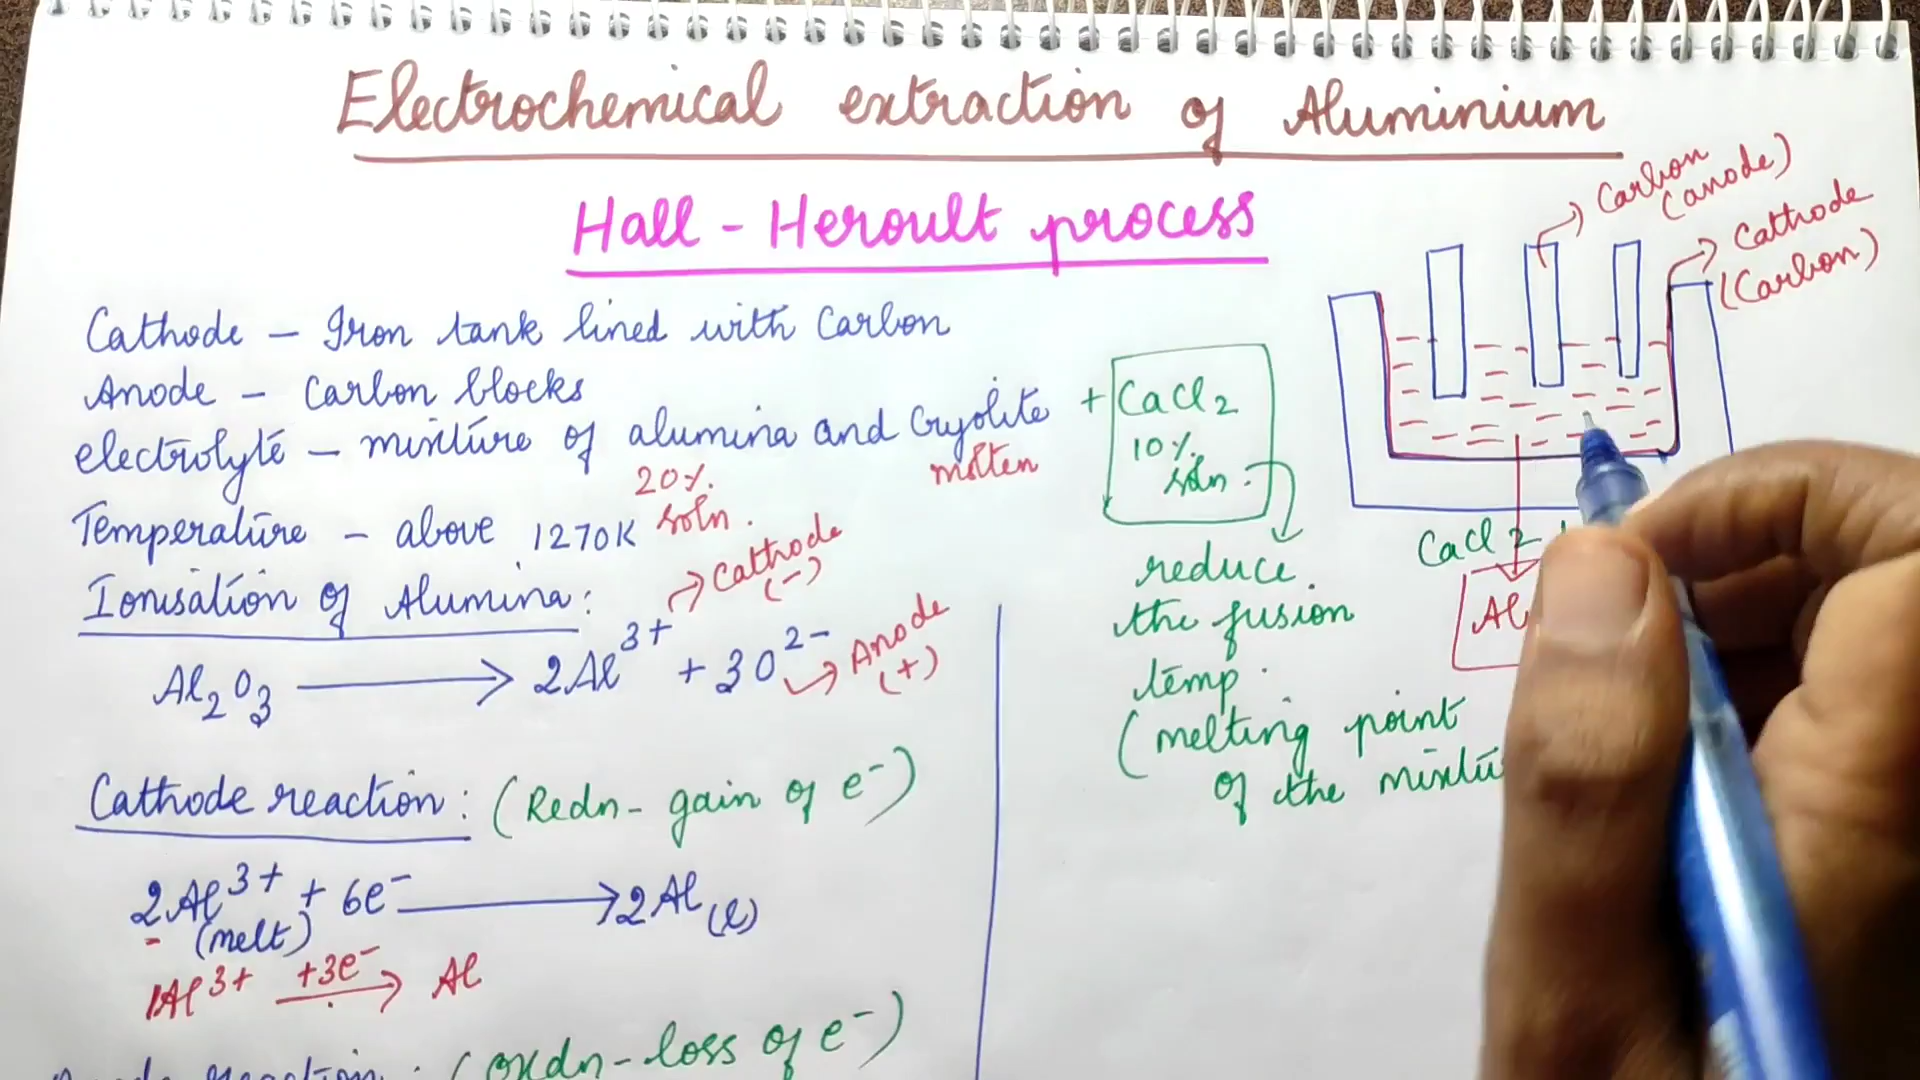 Electrochemical extraction of Aluminium
Hall - Heroult process
Carbon
(anode)
Cathode
(Carbon)
Cathode - Iron tank lined with Carbon
Anode - Carbon blocks
electrolyte - mixture of alumina and Cryolite + CaCl2
20%. soln.
molten
10%. soln.
Temperature - above 1270K
Ionisation of Alumina:
Cathode
(-)
Al2O3 ⟶ 2Al3+ + 3O2-
Anode
(+)
reduce
the fusion
temp.
(melting point
of the
CaCl2
Al
Cathode reaction: (Redn - gain of e-)
2Al3+ + 6e- ⟶ 2Al(l)
(melt)
1Al3+ +3e- ⟶ Al
reaction: (oxdn - loss of e-)